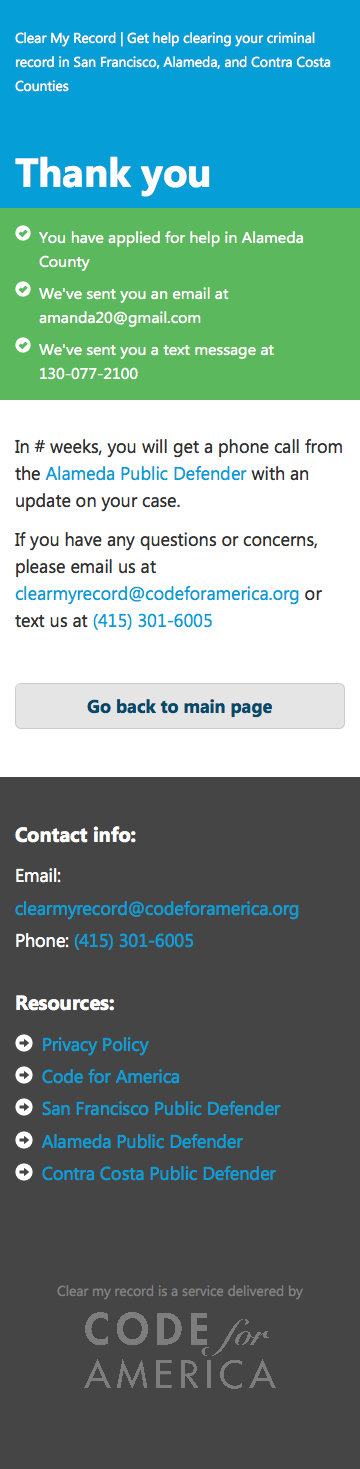 Clear My Record | Get help clearing your criminal
record in San Francisco, Alameda, and Contra Costa
Counties
Thank you
You have applied for help in Alameda
County
We've sent you an email at
amanda20@gmail.com
We've sent you a text message at
130-077-2100
In # weeks, you will get a phone call from
the Alameda Public Defender with an
update on your case.
If you have any questions or concerns,
please email us at
clearmyrecord@codeforamerica.org or
text us at (415) 301-6005
Go back to main page
Contact info:
Email:
clearmyrecord@codeforamerica.org
Phone: (415) 301-6005
Resources:
Privacy Policy
Code for America
San Francisco Public Defender
Alameda Public Defender
Contra Costa Public Defender
Clear my record is a service delivered by
CODE for
AMERICA